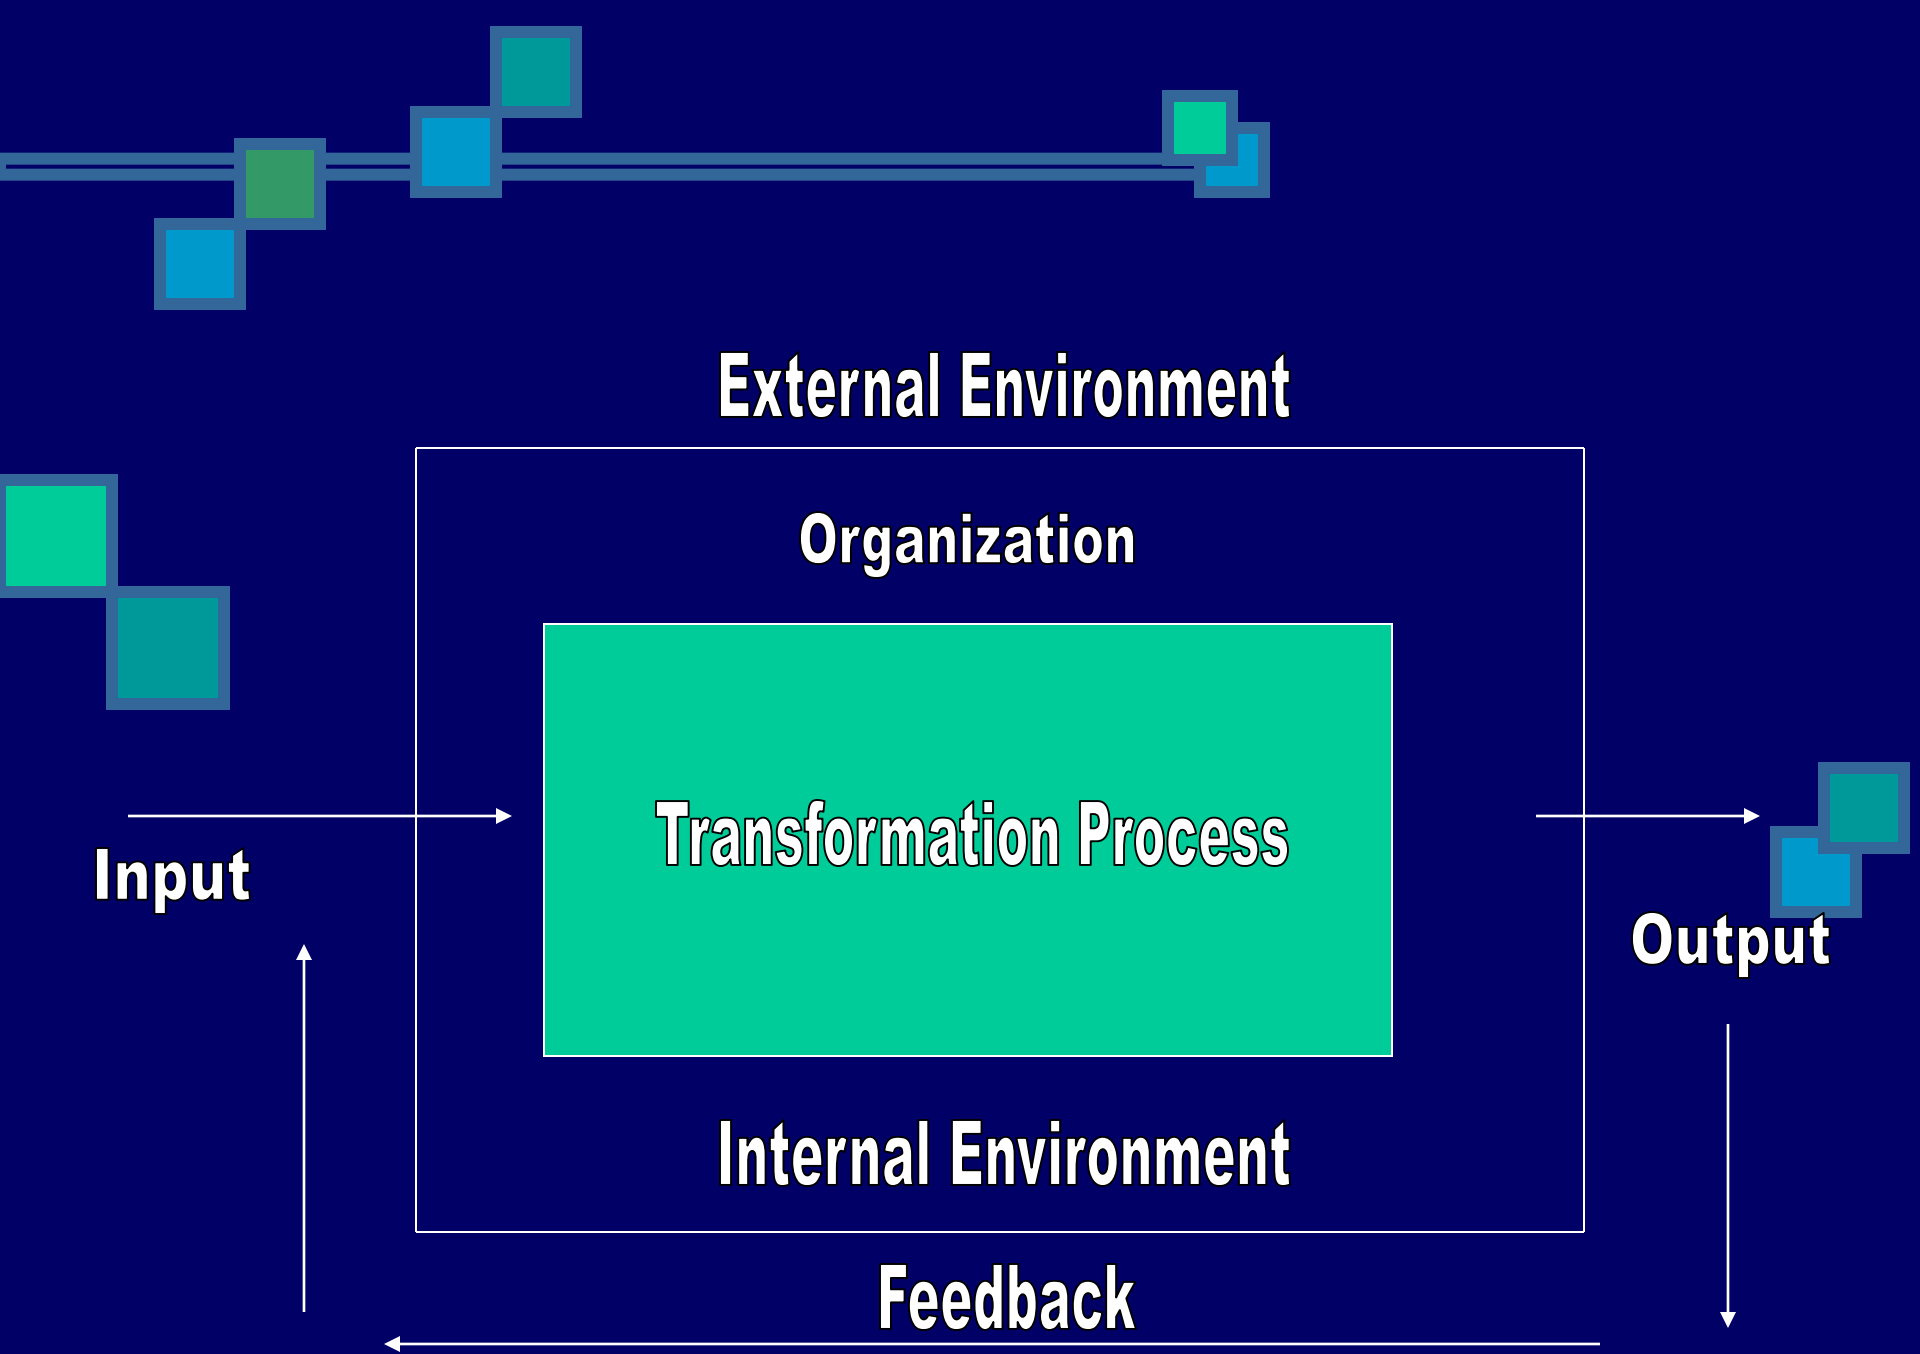 External Environment
Organization
Transformation Process
Input
Output
Internal Environment
Feedback